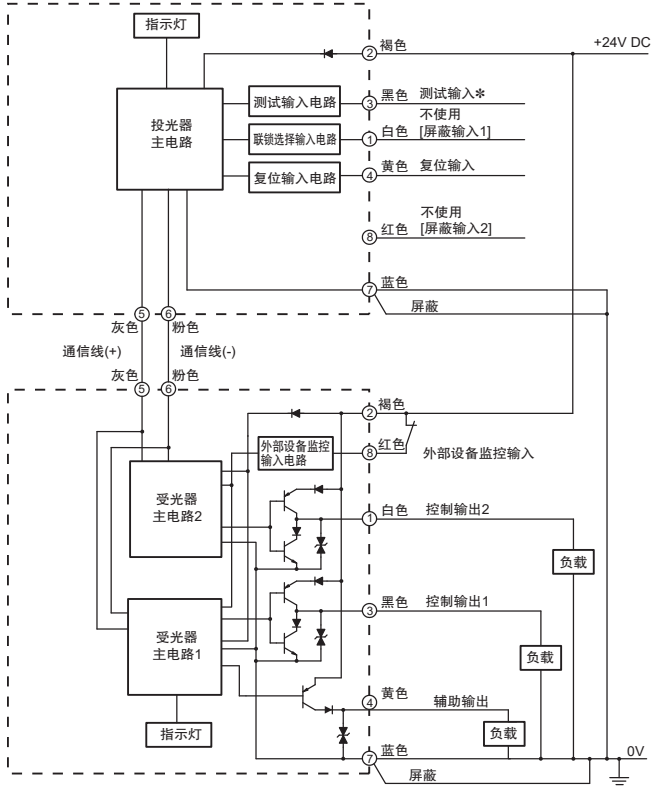 指示灯
② 褐色
+24V DC
投光器
主电路
测试输入电路
③ 黑色 测试输入*
不使用
联锁选择输入电路
① 白色 [屏蔽输入1]
复位输入电路
④ 黄色 复位输入
不使用
⑧ 红色 [屏蔽输入2]
⑦ 蓝色
屏蔽
⑤ ⑥
灰色 粉色
通信线(+) 通信线(-)
灰色 粉色
⑤ ⑥
② 褐色
外部设备监控
输入电路
⑧ 红色
外部设备监控输入
受光器
主电路2
① 白色 控制输出2
负载
③ 黑色 控制输出1
受光器
主电路1
负载
④ 黄色 辅助输出
指示灯
负载
⑦ 蓝色
0V
屏蔽